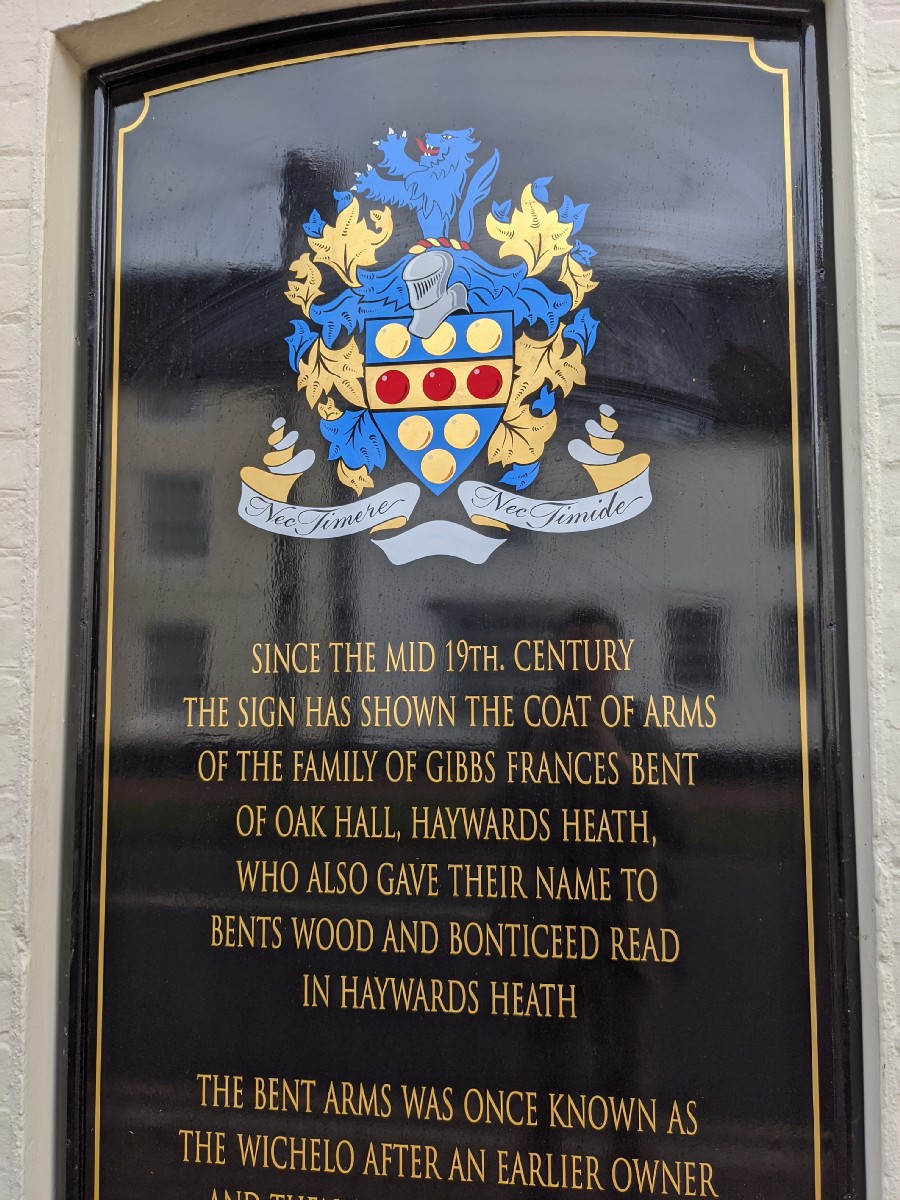 Nec Timere Nec Timide
SINCE THE MID 19TH. CENTURY
THE SIGN HAS SHOWN THE COAT OF ARMS
OF THE FAMILY OF GIBBS FRANCES BENT
OF OAK HALL, HAYWARDS HEATH,
WHO ALSO GAVE THEIR NAME TO
BENTS WOOD AND BONTICEED READ
IN HAYWARDS HEATH
THE BENT ARMS WAS ONCE KNOWN AS
THE WICHELO AFTER AN EARLIER OWNER